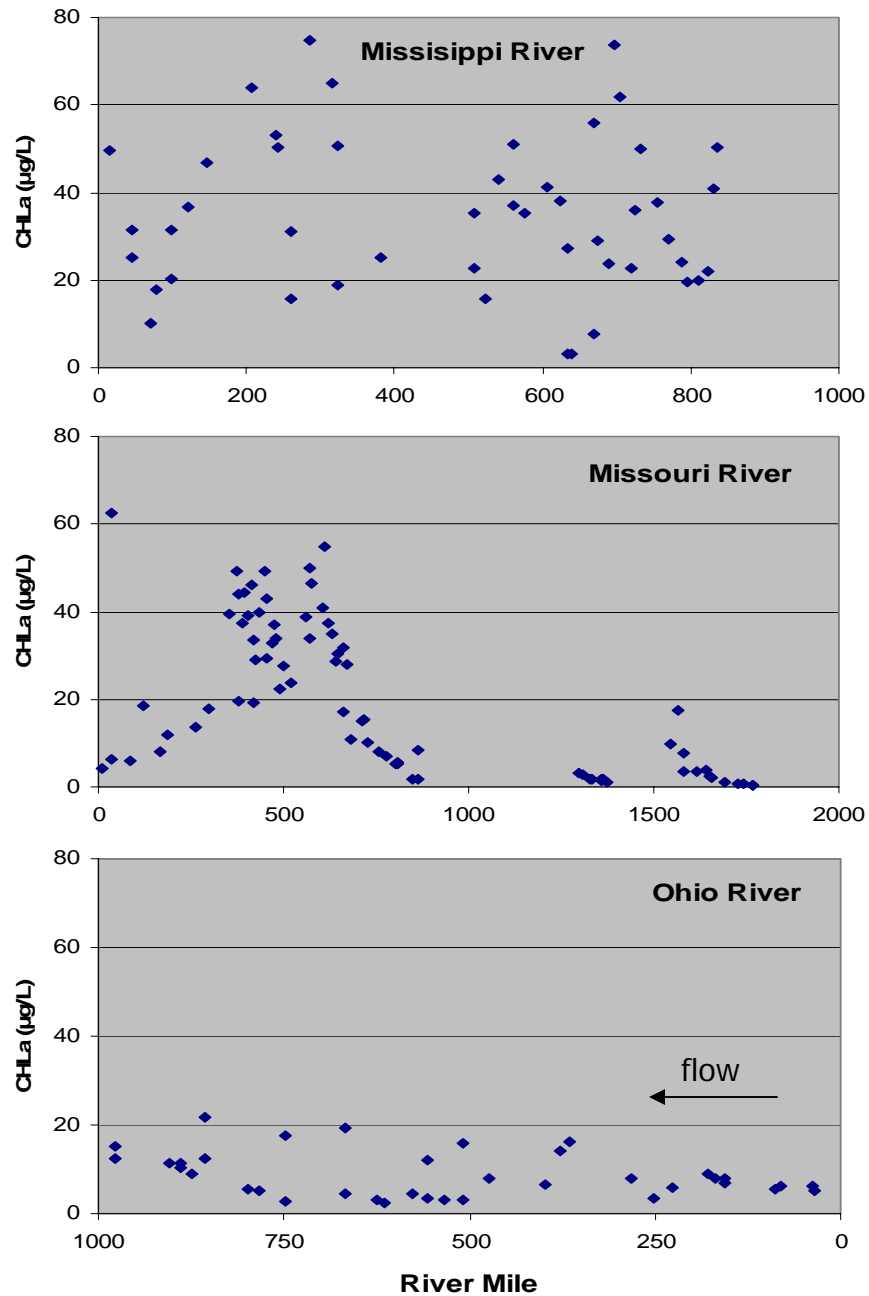 Missisippi River
CHLa (µg/L)
80
60
40
20
0
0 200 400 600 800 1000
Missouri River
CHLa (µg/L)
80
60
40
20
0
0 500 1000 1500 2000
Ohio River
CHLa (µg/L)
80
60
40
20
0
flow
1000 750 500 250 0
River Mile